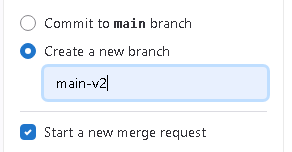 Commit to main branch
Create a new branch
main-v2
Start a new merge request